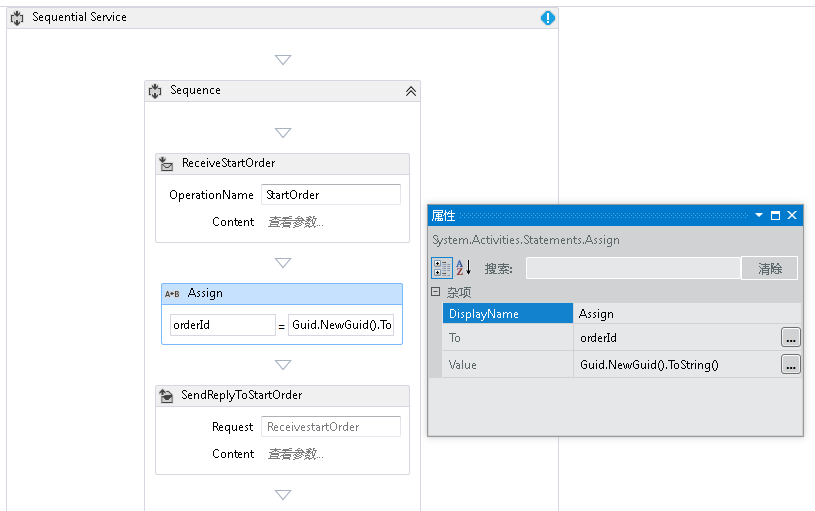 Sequential Service
Sequence
ReceiveStartOrder
OperationName StartOrder
Content 查看参数...
A•B Assign
orderId = Guid.NewGuid().To
SendReplyToStartOrder
Request ReceivestartOrder
Content 查看参数...
属性
System.Activities.Statements.Assign
A Z 搜索: 清除
杂项
DisplayName Assign
To orderId ...
Value Guid.NewGuid().ToString() ...